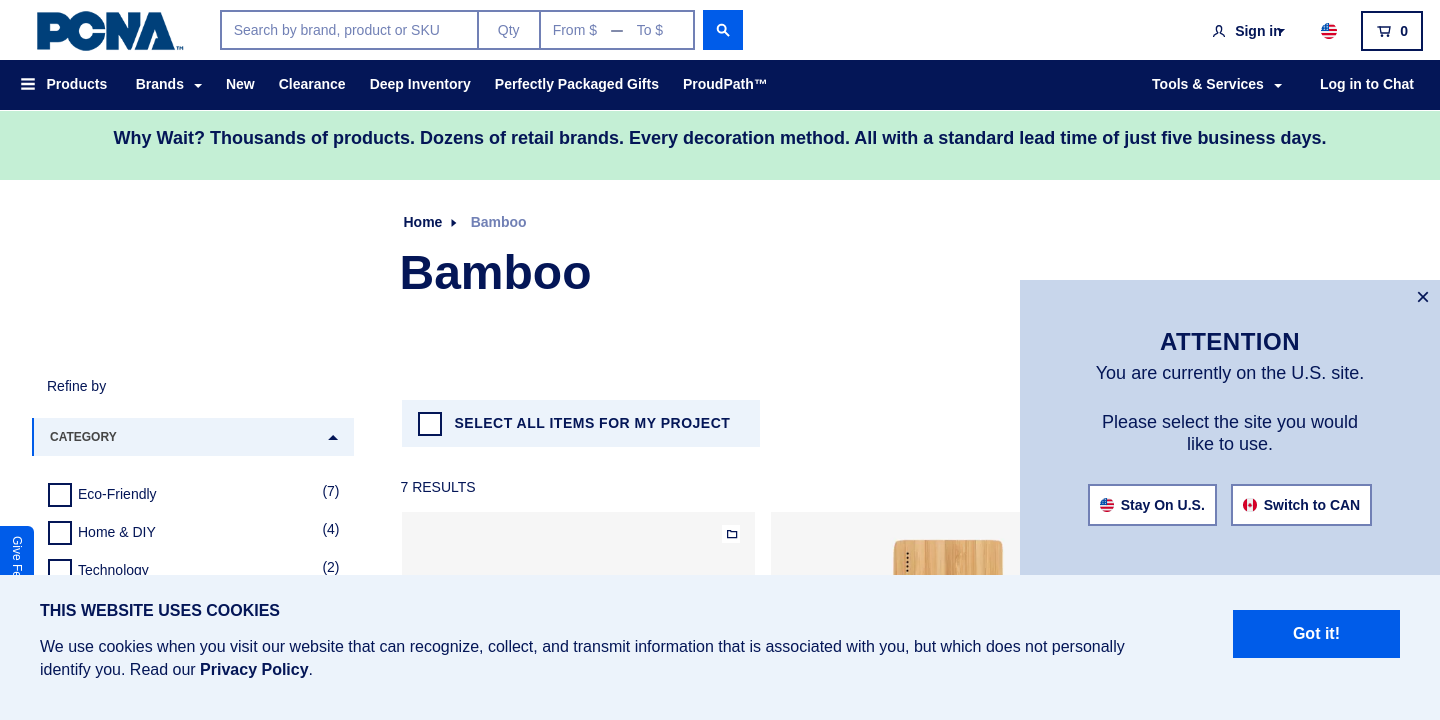 PCNA™
Search by brand, product or SKU
Qty
From $ — To $
Sign in
0
Products
Brands
New
Clearance
Deep Inventory
Perfectly Packaged Gifts
ProudPath™
Tools & Services
Log in to Chat
Why Wait? Thousands of products. Dozens of retail brands. Every decoration method. All with a standard lead time of just five business days.
Home
Bamboo
Bamboo
ATTENTION
You are currently on the U.S. site.
Please select the site you would
like to use.
Stay On U.S.
Switch to CAN
Refine by
CATEGORY
Eco-Friendly (7)
Home & DIY (4)
Technology (2)
SELECT ALL ITEMS FOR MY PROJECT
7 RESULTS
Give
THIS WEBSITE USES COOKIES
We use cookies when you visit our website that can recognize, collect, and transmit information that is associated with you, but which does not personally
identify you. Read our Privacy Policy.
Got it!